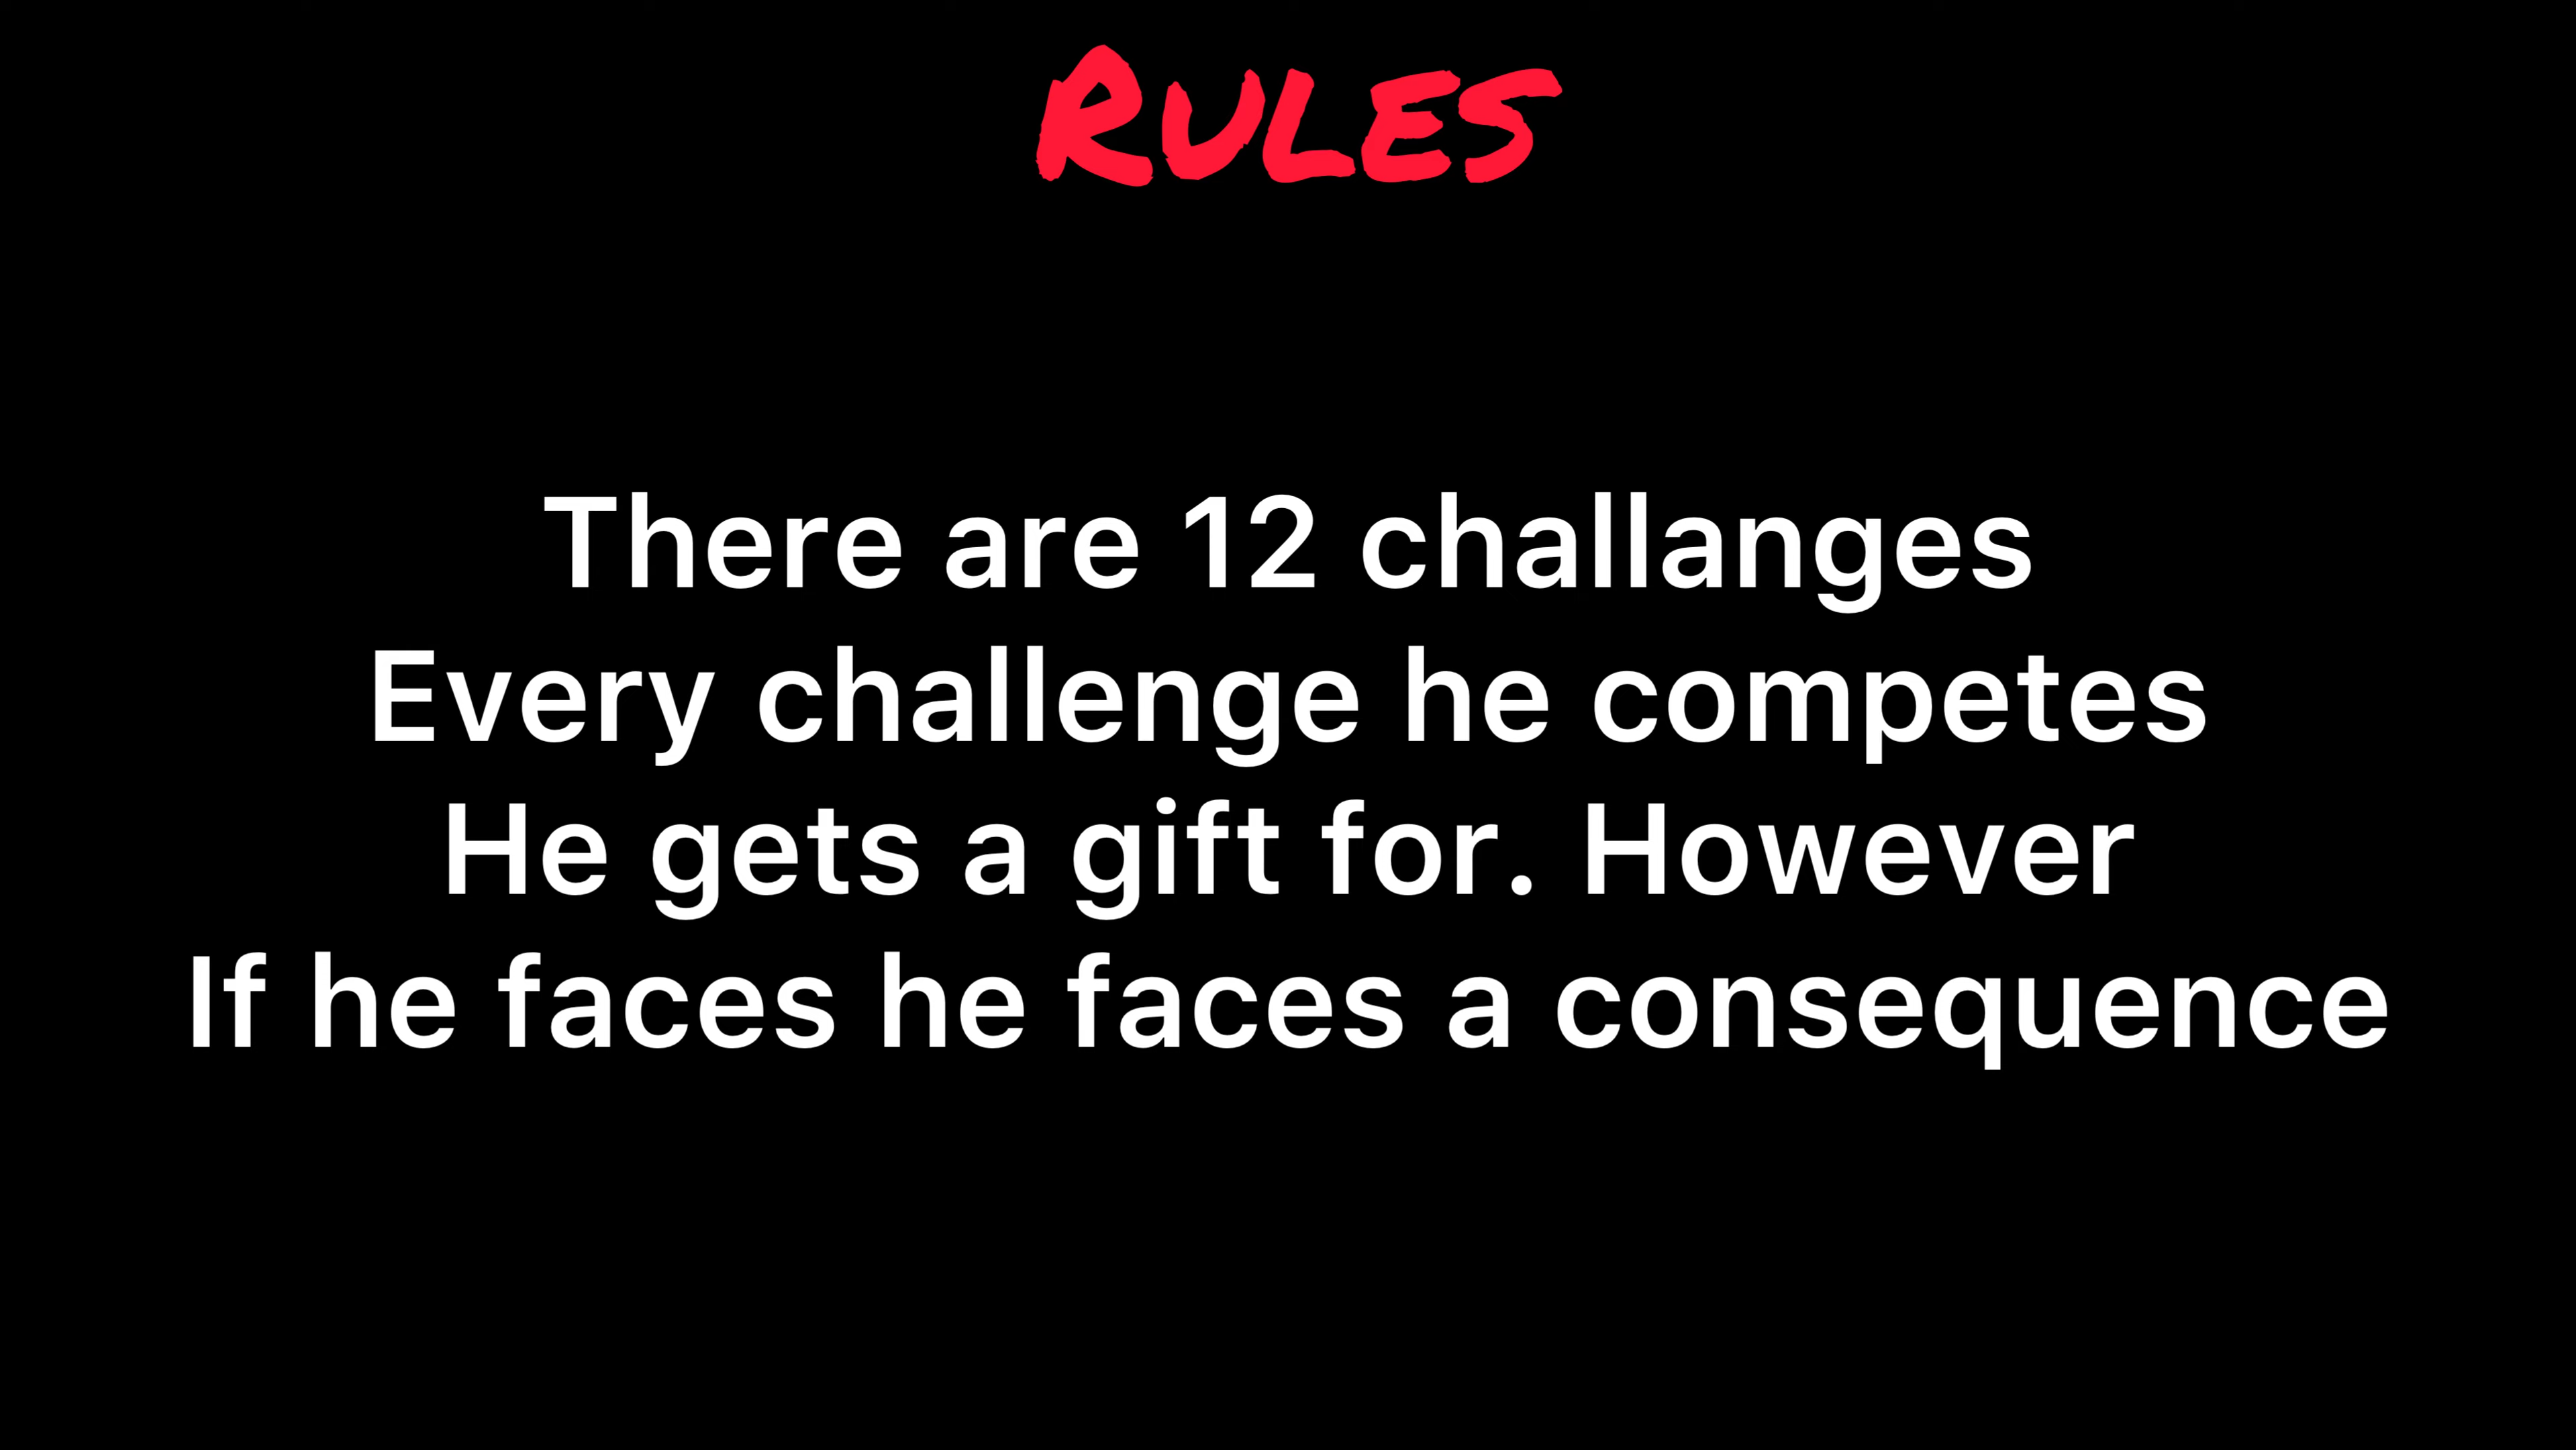 RULES
There are 12 challanges
Every challenge he competes
He gets a gift for. However
If he faces he faces a consequence